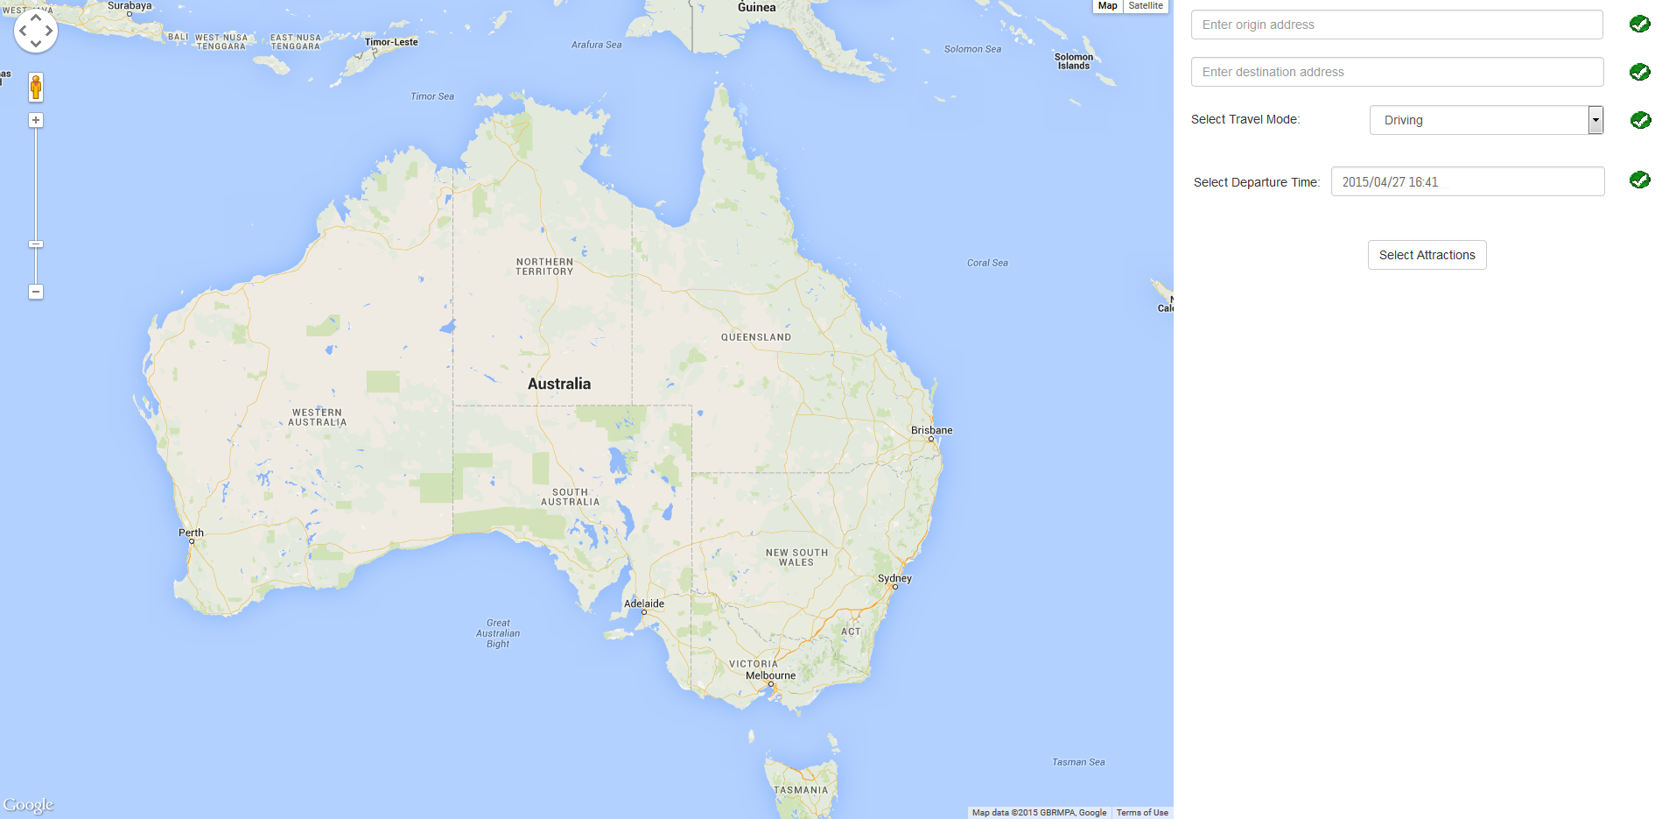 Surabaya
WEST JAVA
BALI
WEST NUSA
TENGGARA
EAST NUSA
TENGGARA
Timor-Leste
Guinea
Map Satellite
Arafura Sea
Solomon Sea
Solomon
Islands
Timor Sea
Coral Sea
NORTHERN
TERRITORY
QUEENSLAND
Australia
WESTERN
AUSTRALIA
Brisbane
SOUTH
AUSTRALIA
Perth
NEW SOUTH
WALES
Sydney
Adelaide
ACT
Great
Australian
Bight
VICTORIA
Melbourne
Tasman Sea
TASMANIA
Google
Map data ©2015 GBRMPA, Google
Terms of Use
Enter origin address
Enter destination address
Select Travel Mode: Driving
Select Departure Time: 2015/04/27 16:41
Select Attractions